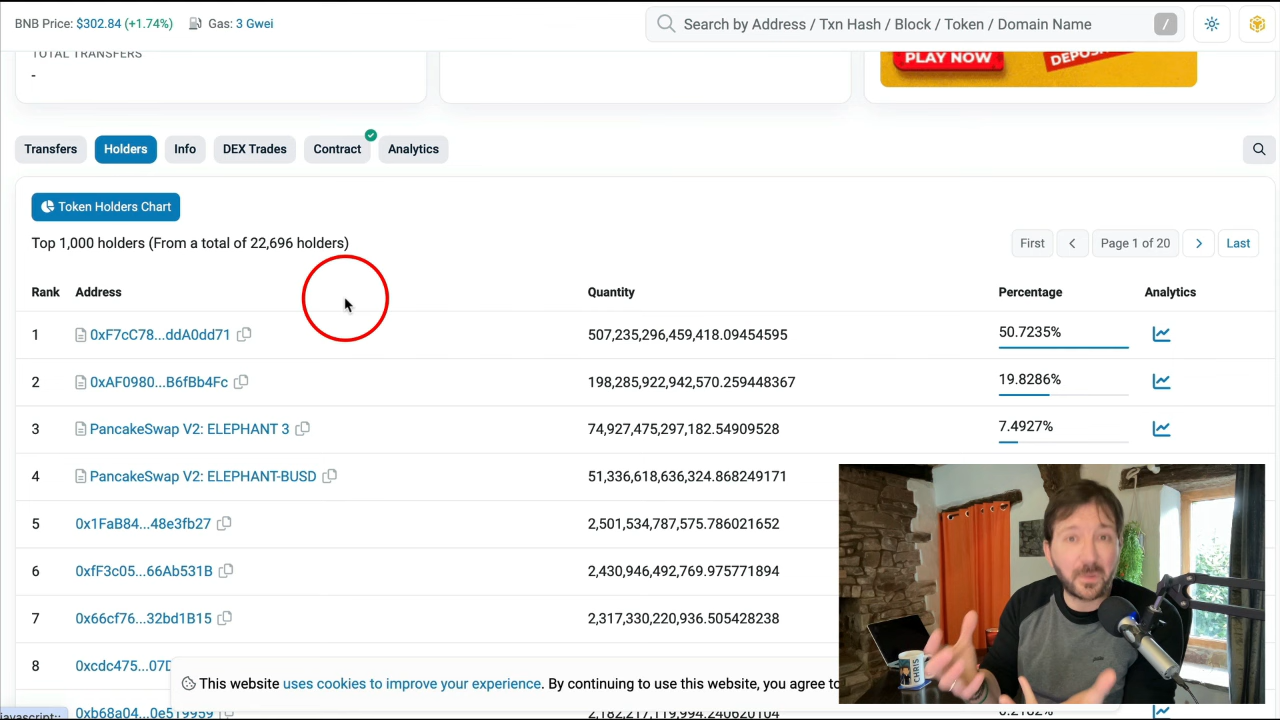 BNB Price: $302.84 (+1.74%) Gas: 3 Gwei
Search by Address / Txn Hash / Block / Token / Domain Name /
TOTAL TRANSFERS
-
PLAY NOW
Transfers Holders Info DEX Trades Contract Analytics
Token Holders Chart
Top 1,000 holders (From a total of 22,696 holders)
First Page 1 of 20 Last
Rank Address Quantity Percentage Analytics
1 0xF7cC78...ddA0dd71 507,235,296,459,418.09454595 50.7235%
2 0xAF0980...B6fBb4Fc 198,285,922,942,570.259448367 19.8286%
3 PancakeSwap V2: ELEPHANT 3 74,927,475,297,182.54909528 7.4927%
4 PancakeSwap V2: ELEPHANT-BUSD 51,336,618,636,324.868249171
5 0x1FaB84...48e3fb27 2,501,534,787,575.786021652
6 0xfF3c05...66Ab531B 2,430,946,492,769.975771894
7 0x66cf76...32bd1B15 2,317,330,220,936.505428238
8 0xcdc475...07D
This website uses cookies to improve your experience. By continuing to use this website, you agree to
CHRIS